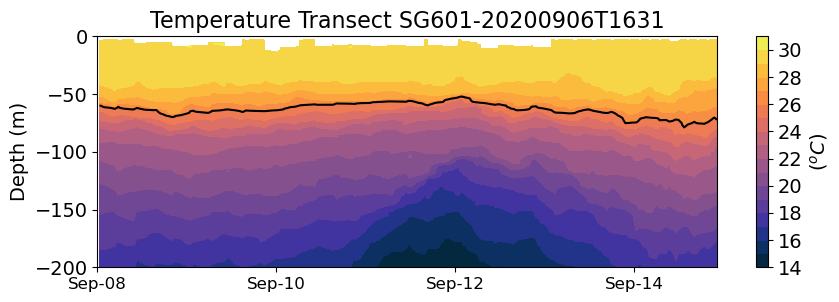 Temperature Transect SG601-20200906T1631
Depth (m)
0
−50
−100
−150
−200
Sep-08
Sep-10
Sep-12
Sep-14
30
28
26
24
22
20
18
16
14
(°C)